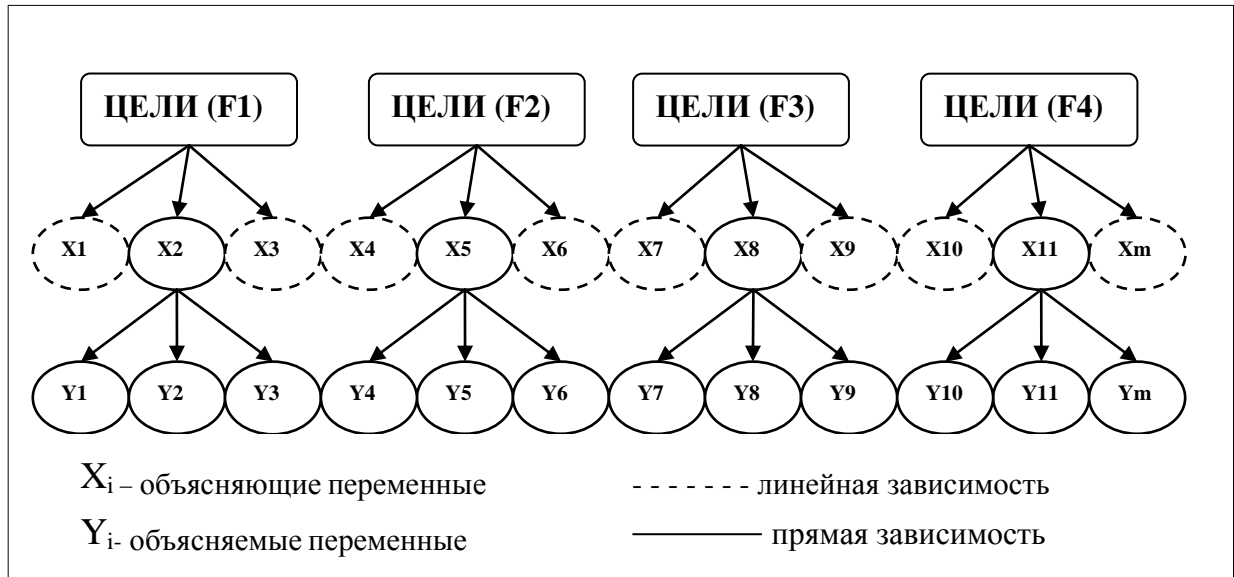 ЦЕЛИ (F1) ЦЕЛИ (F2) ЦЕЛИ (F3) ЦЕЛИ (F4)
X1 X2 X3 X4 X5 X6 X7 X8 X9 X10 X11 Xm
Y1 Y2 Y3 Y4 Y5 Y6 Y7 Y8 Y9 Y10 Y11 Ym
Xi – объясняющие переменные - - - - - - - линейная зависимость
Yi- объясняемые переменные прямая зависимость